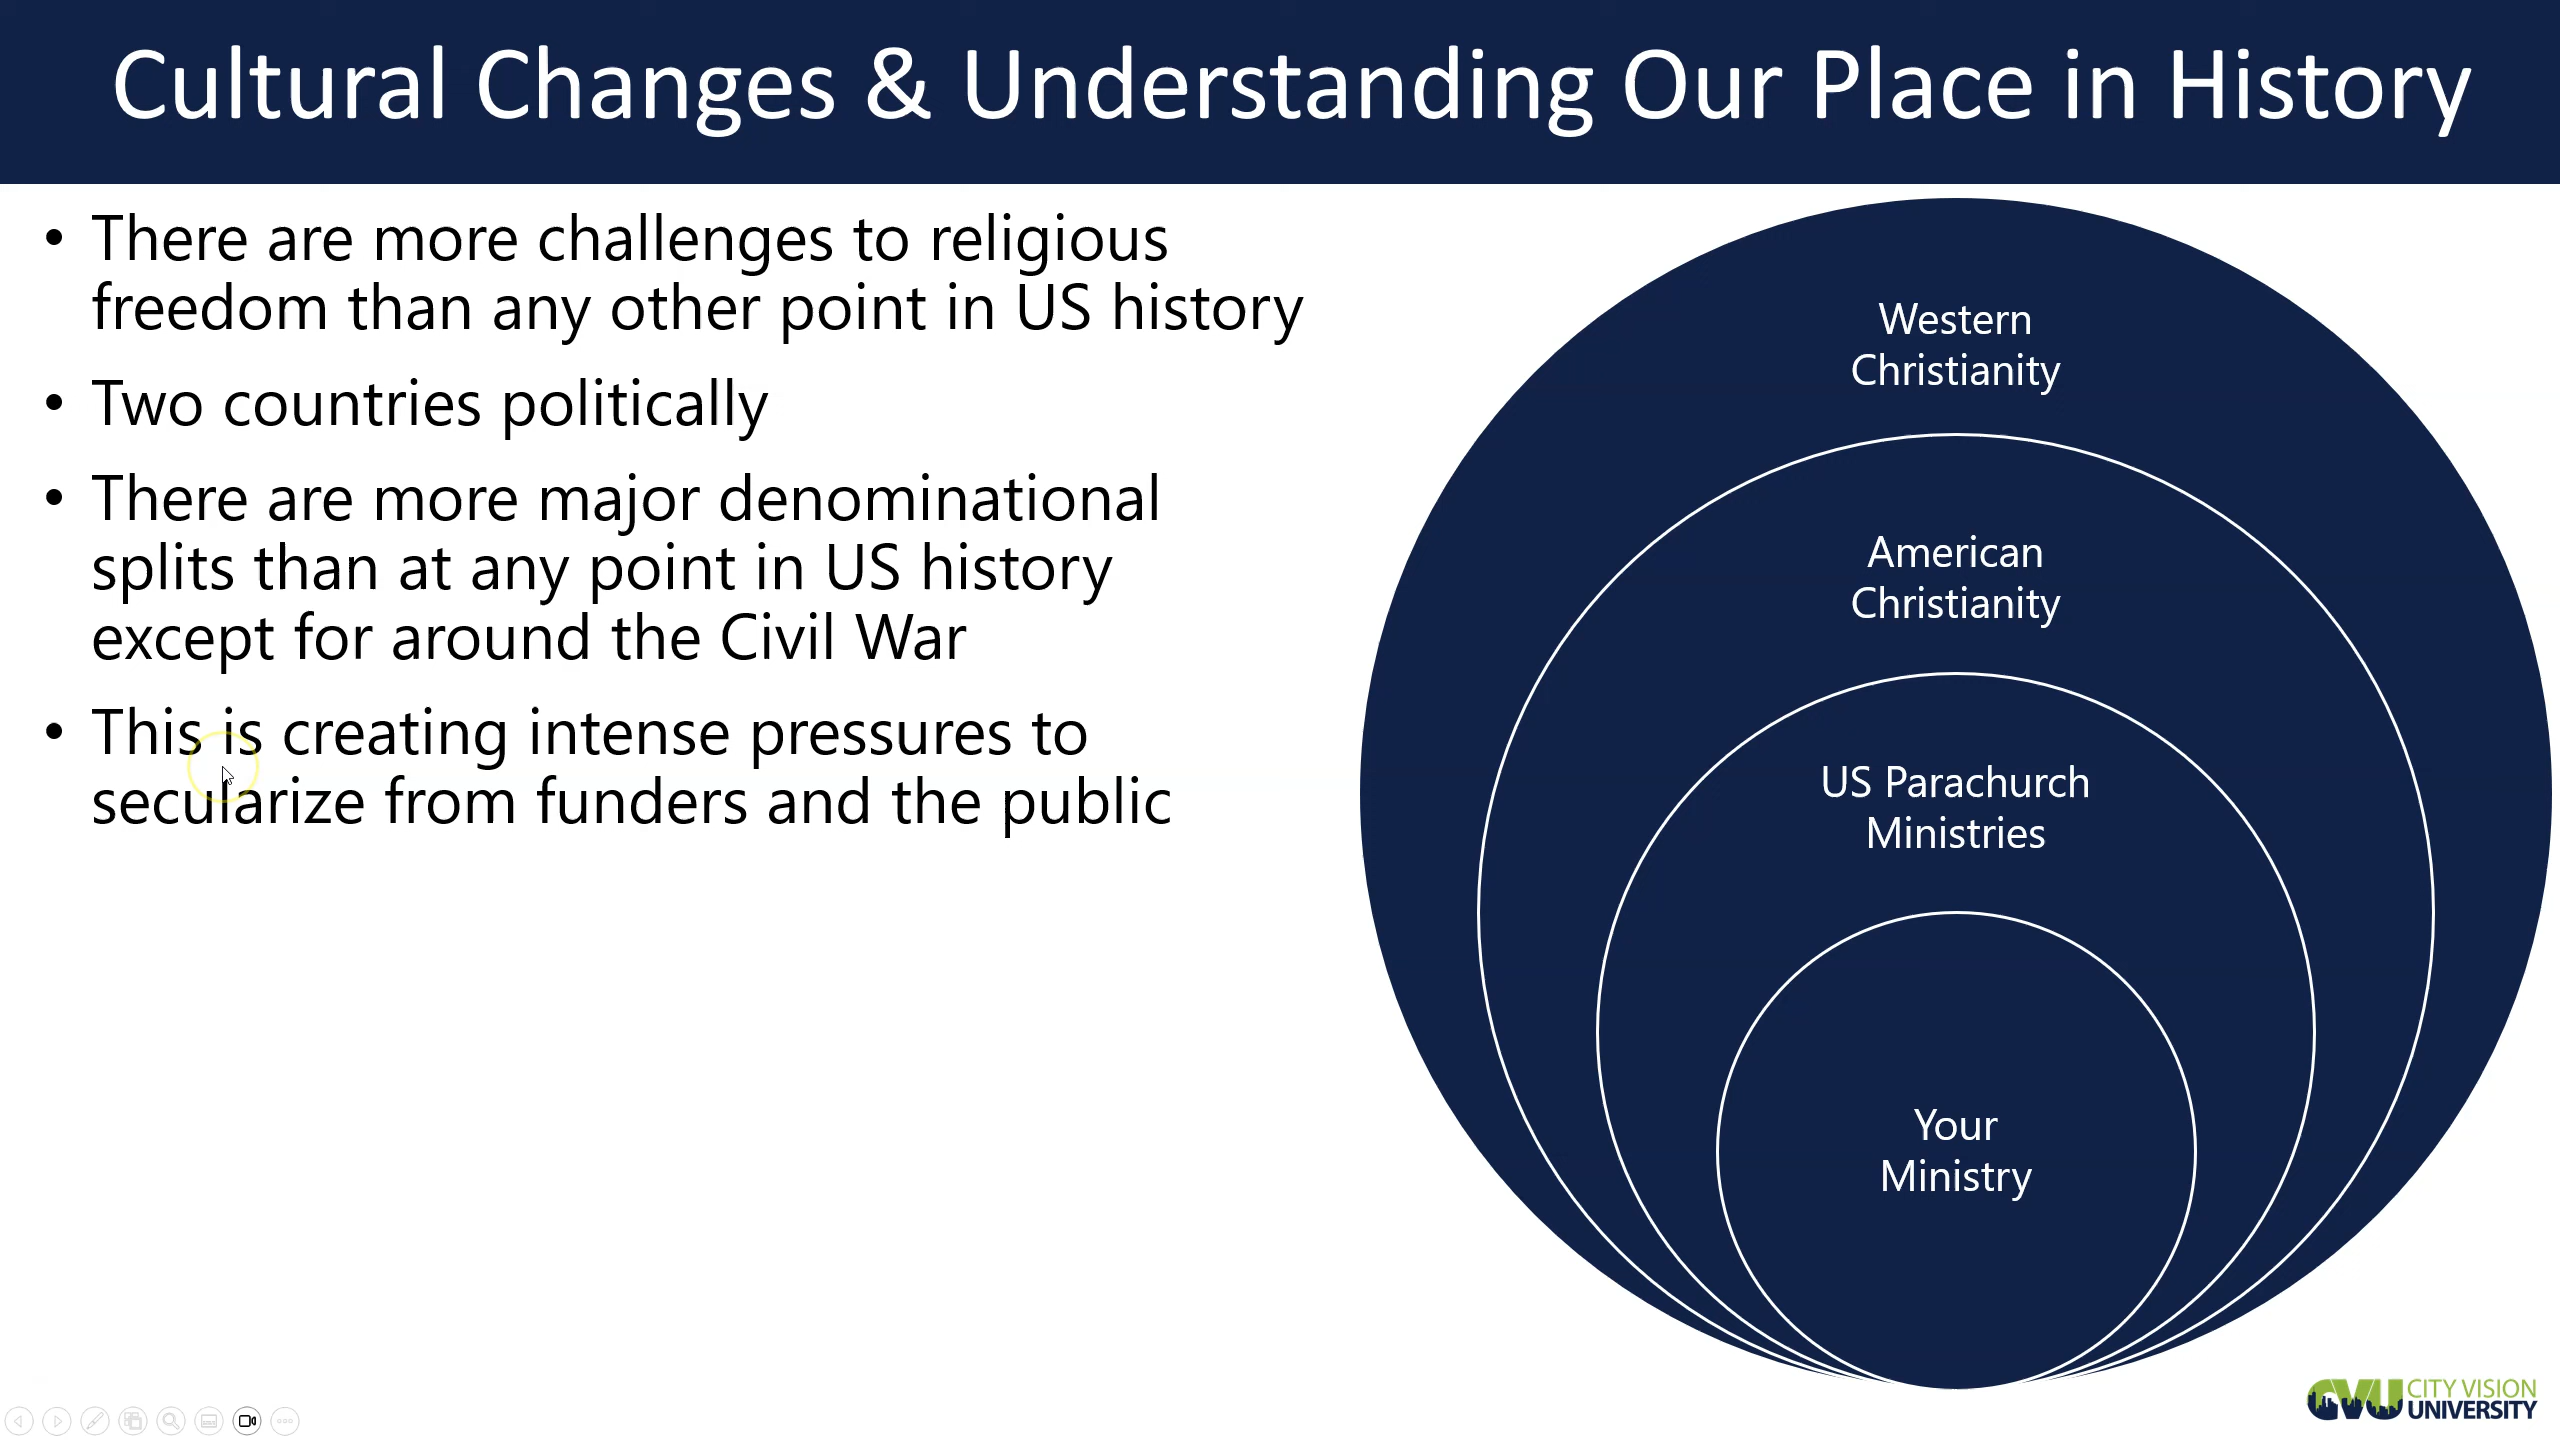 Cultural Changes & Understanding Our Place in History
• There are more challenges to religious
freedom than any other point in US history
• Two countries politically
• There are more major denominational
splits than at any point in US history
except for around the Civil War
• This is creating intense pressures to
secularize from funders and the public
Western
Christianity
American
Christianity
US Parachurch
Ministries
Your
Ministry
CVU CITY VISION
UNIVERSITY